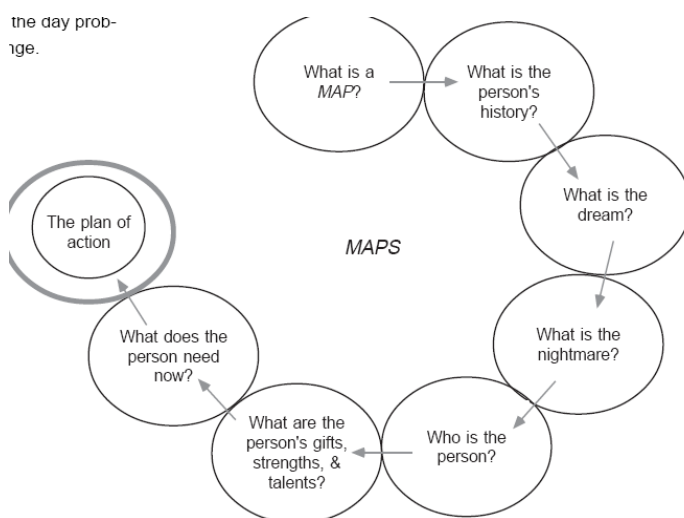 the day prob-
nge.
What is a
MAP?
What is the
person's
history?
What is the
dream?
What is the
nightmare?
Who is the
person?
What are the
person's gifts,
strengths, &
talents?
What does the
person need
now?
The plan of
action
MAPS